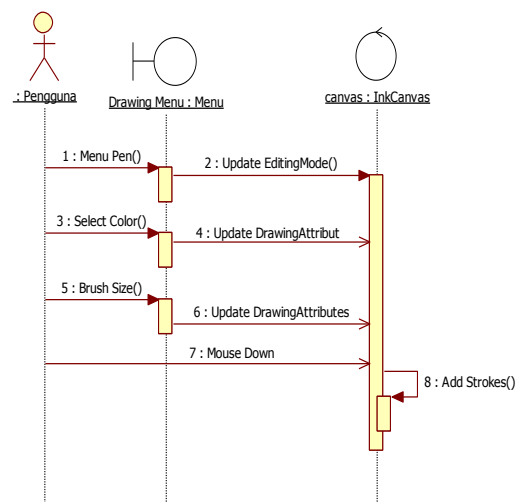 : Pengguna
Drawing Menu : Menu
canvas : InkCanvas
1 : Menu Pen()
2 : Update EditingMode()
3 : Select Color()
4 : Update DrawingAttribut
5 : Brush Size()
6 : Update DrawingAttributes
7 : Mouse Down
8 : Add Strokes()